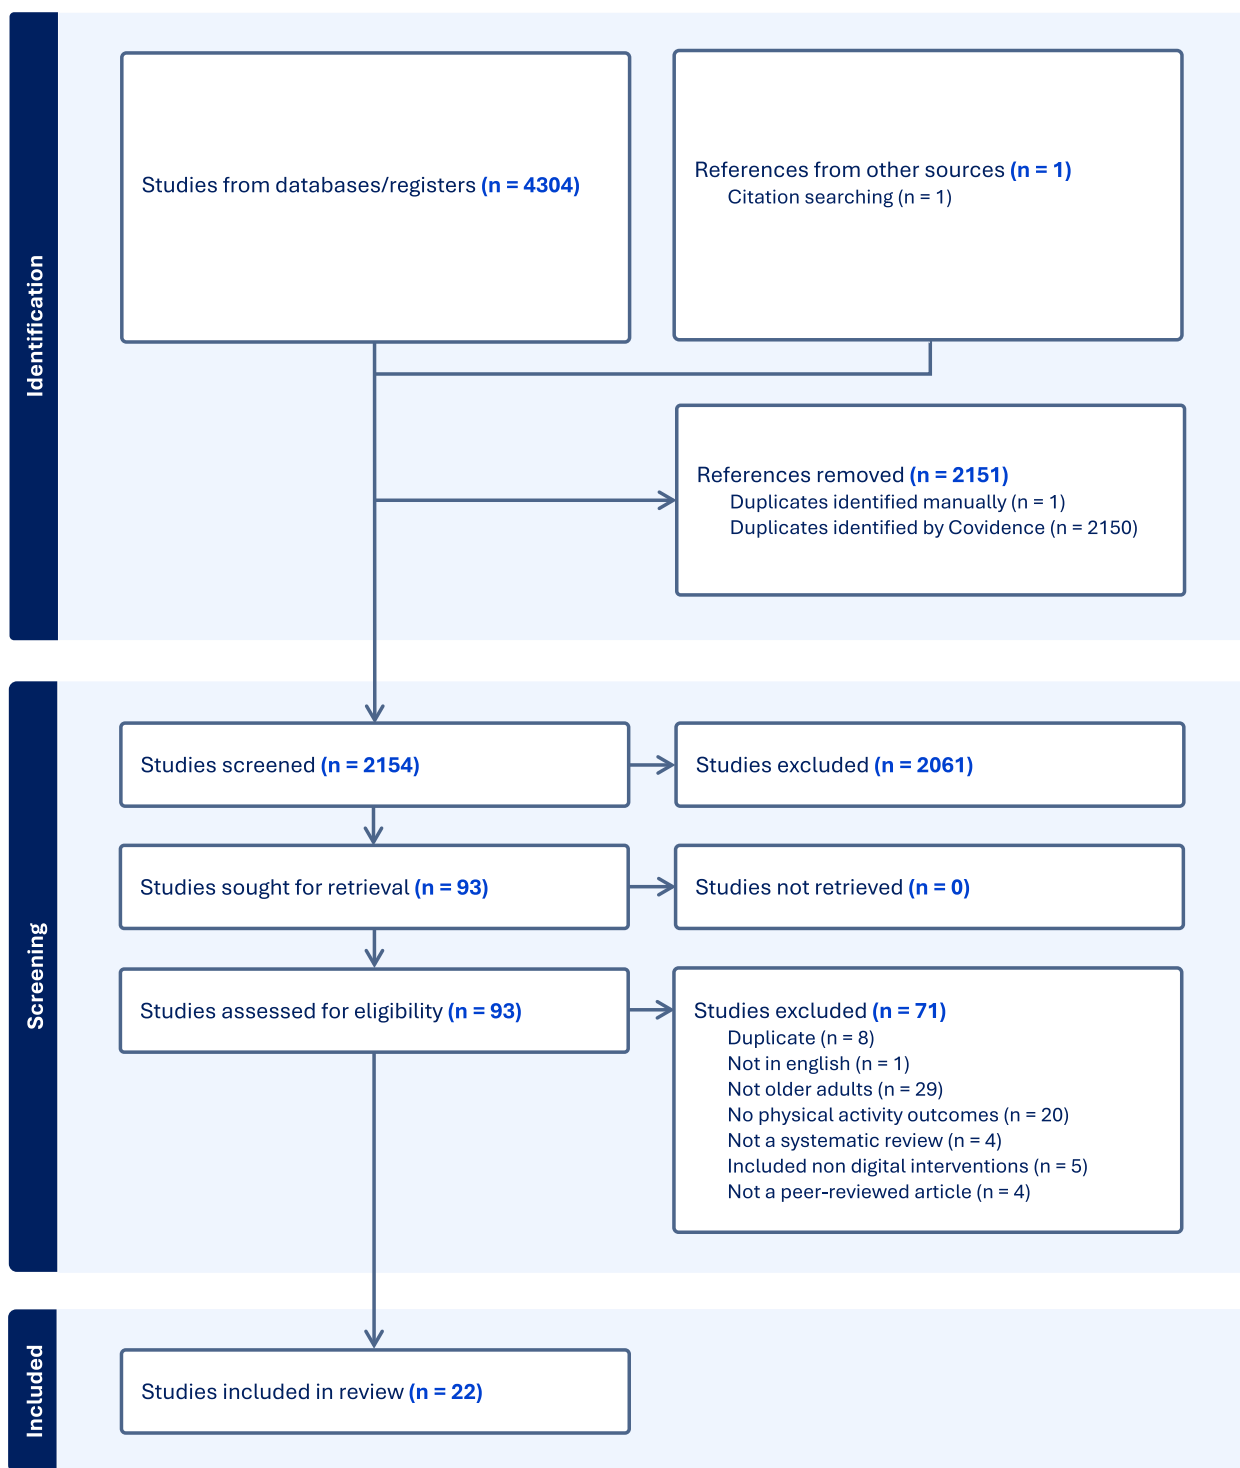 Identification
Studies from databases/registers (n = 4304)
References from other sources (n = 1)
Citation searching (n = 1)
References removed (n = 2151)
Duplicates identified manually (n = 1)
Duplicates identified by Covidence (n = 2150)
Screening
Studies screened (n = 2154)
Studies excluded (n = 2061)
Studies sought for retrieval (n = 93)
Studies not retrieved (n = 0)
Studies assessed for eligibility (n = 93)
Studies excluded (n = 71)
Duplicate (n = 8)
Not in english (n = 1)
Not older adults (n = 29)
No physical activity outcomes (n = 20)
Not a systematic review (n = 4)
Included non digital interventions (n = 5)
Not a peer-reviewed article (n = 4)
Included
Studies included in review (n = 22)